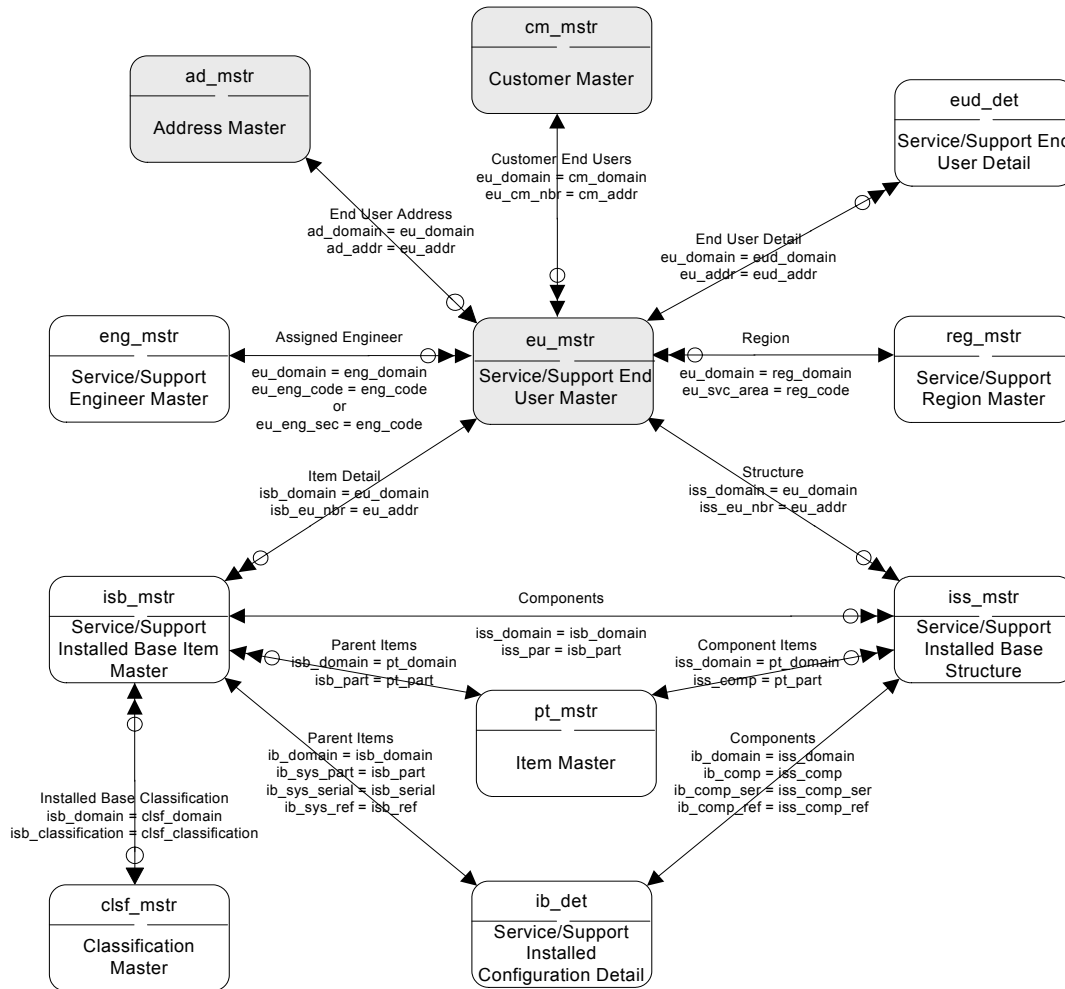 cm_mstr
Customer Master
ad_mstr
Address Master
eud_det
Service/Support End
User Detail
Customer End Users
eu_domain = cm_domain
eu_cm_nbr = cm_addr
End User Address
ad_domain = eu_domain
ad_addr = eu_addr
End User Detail
eu_domain = eud_domain
eu_addr = eud_addr
eng_mstr
Service/Support
Engineer Master
Assigned Engineer
eu_domain = eng_domain
eu_eng_code = eng_code
or
eu_eng_sec = eng_code
eu_mstr
Service/Support End
User Master
Region
eu_domain = reg_domain
eu_svc_area = reg_code
reg_mstr
Service/Support
Region Master
Item Detail
isb_domain = eu_domain
isb_eu_nbr = eu_addr
Structure
iss_domain = eu_domain
iss_eu_nbr = eu_addr
isb_mstr
Service/Support
Installed Base Item
Master
Components
iss_domain = isb_domain
iss_par = isb_part
iss_mstr
Service/Support
Installed Base
Structure
Parent Items
isb_domain = pt_domain
isb_part = pt_part
Component Items
iss_domain = pt_domain
iss_comp = pt_part
pt_mstr
Item Master
Parent Items
ib_domain = isb_domain
ib_sys_part = isb_part
ib_sys_serial = isb_serial
ib_sys_ref = isb_ref
Components
ib_domain = iss_domain
ib_comp = iss_comp
ib_comp_ser = iss_comp_ser
ib_comp_ref = iss_comp_ref
Installed Base Classification
isb_domain = clsf_domain
isb_classification = clsf_classification
clsf_mstr
Classification
Master
ib_det
Service/Support
Installed
Configuration Detail